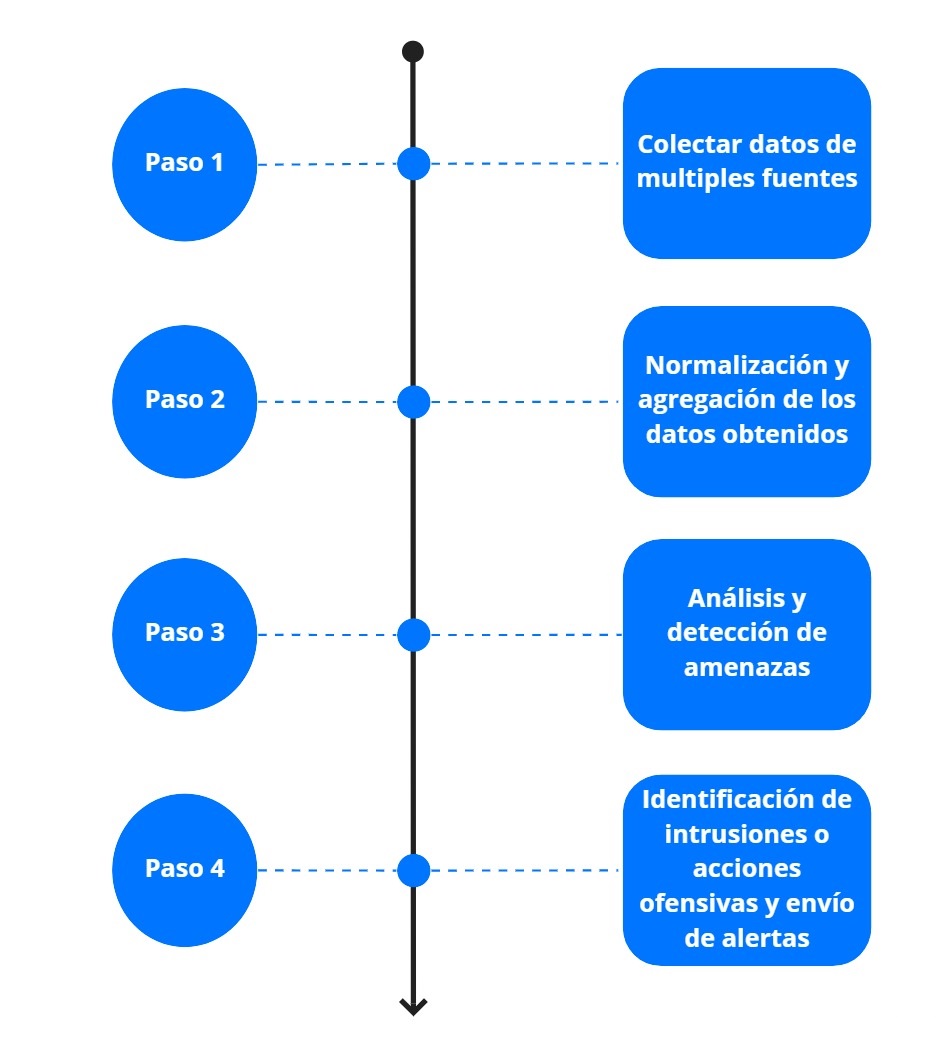 Paso 1
Colectar datos de
multiples fuentes
Paso 2
Normalización y
agregación de los
datos obtenidos
Paso 3
Análisis y
detección de
amenazas
Paso 4
Identificación de
intrusiones o
acciones
ofensivas y envío
de alertas